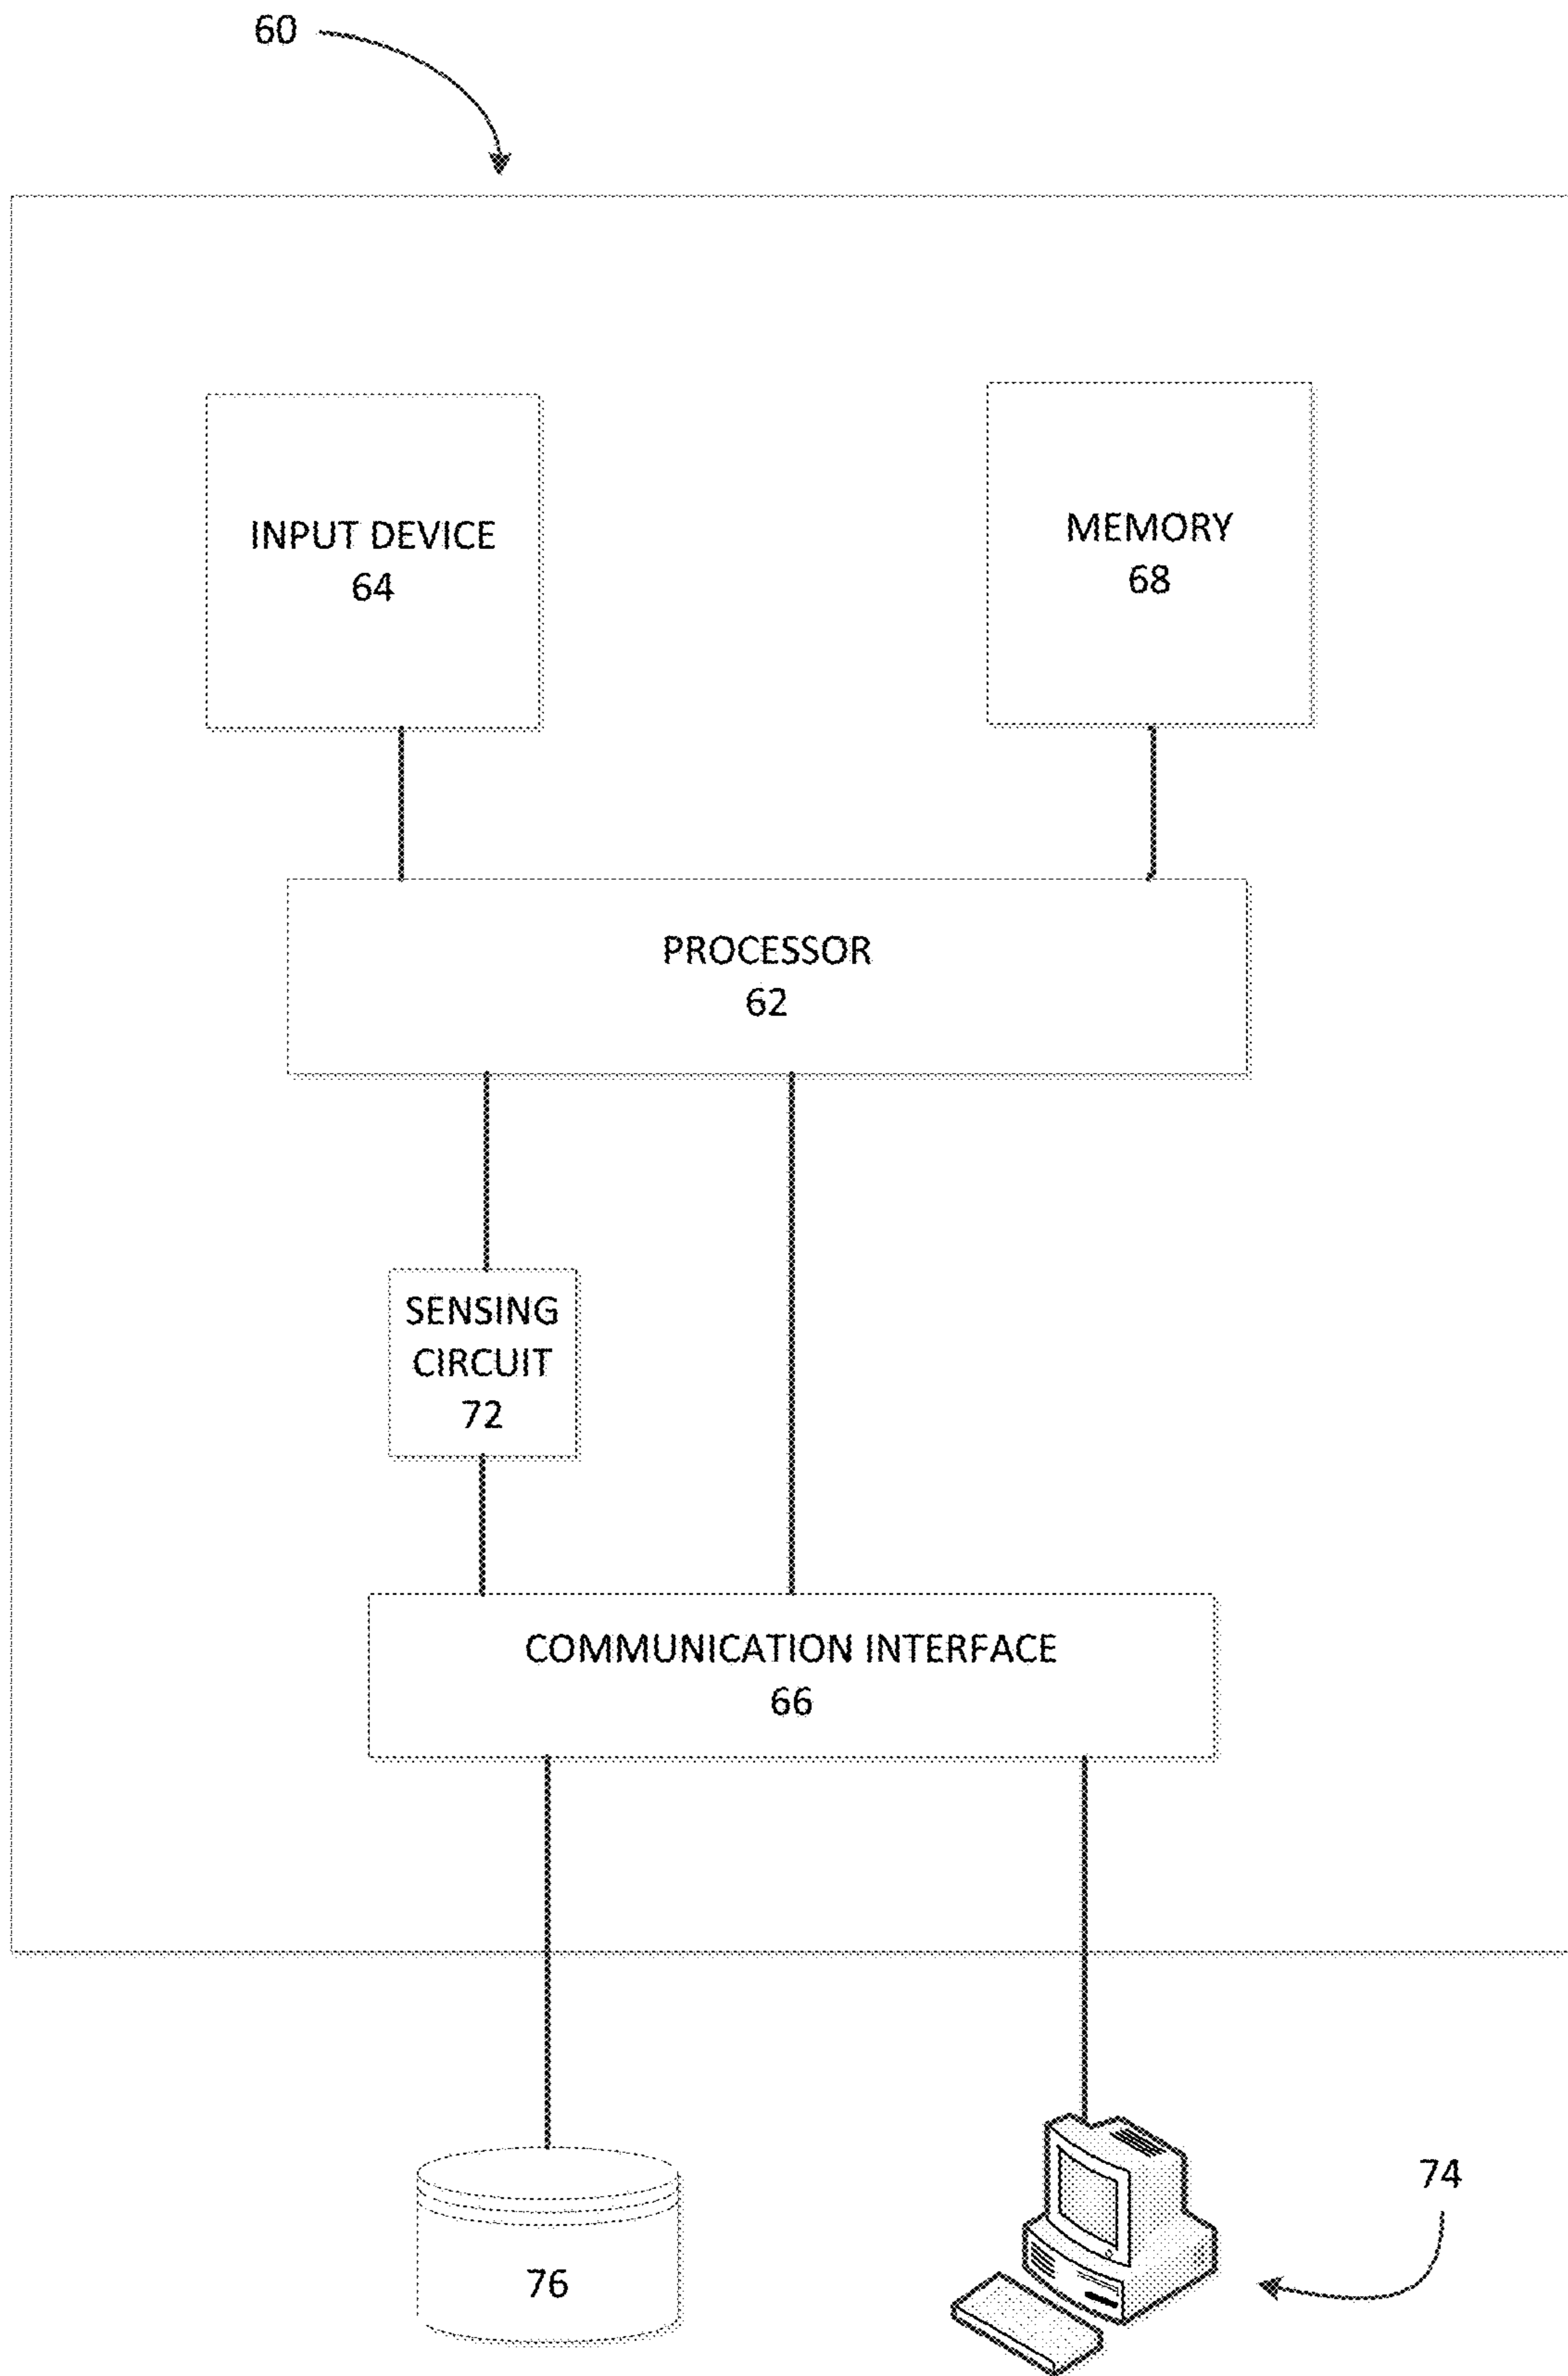 60
INPUT DEVICE
64
MEMORY
68
PROCESSOR
62
SENSING
CIRCUIT
72
COMMUNICATION INTERFACE
66
74
76